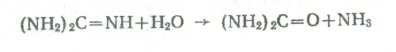 (NH₂)₂C=NH+H₂O → (NH₂)₂C=O+NH₃